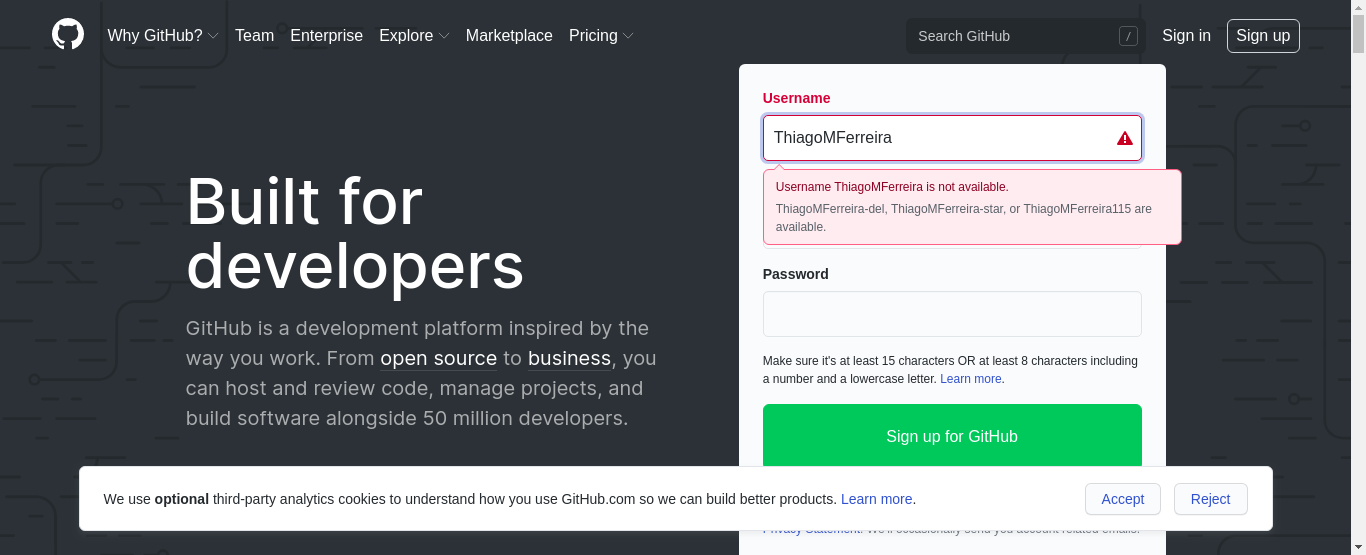 Why GitHub? Team Enterprise Explore Marketplace Pricing Search GitHub / Sign in Sign up
Built for
developers
GitHub is a development platform inspired by the
way you work. From open source to business, you
can host and review code, manage projects, and
build software alongside 50 million developers.
Username
ThiagoMFerreira
Username ThiagoMFerreira is not available.
ThiagoMFerreira-del, ThiagoMFerreira-star, or ThiagoMFerreira115 are
available.
Password
Make sure it's at least 15 characters OR at least 8 characters including
a number and a lowercase letter. Learn more.
Sign up for GitHub
We use optional third-party analytics cookies to understand how you use GitHub.com so we can build better products. Learn more.
Accept Reject
Privacy Statement. We'll occasionally send you account-related emails.